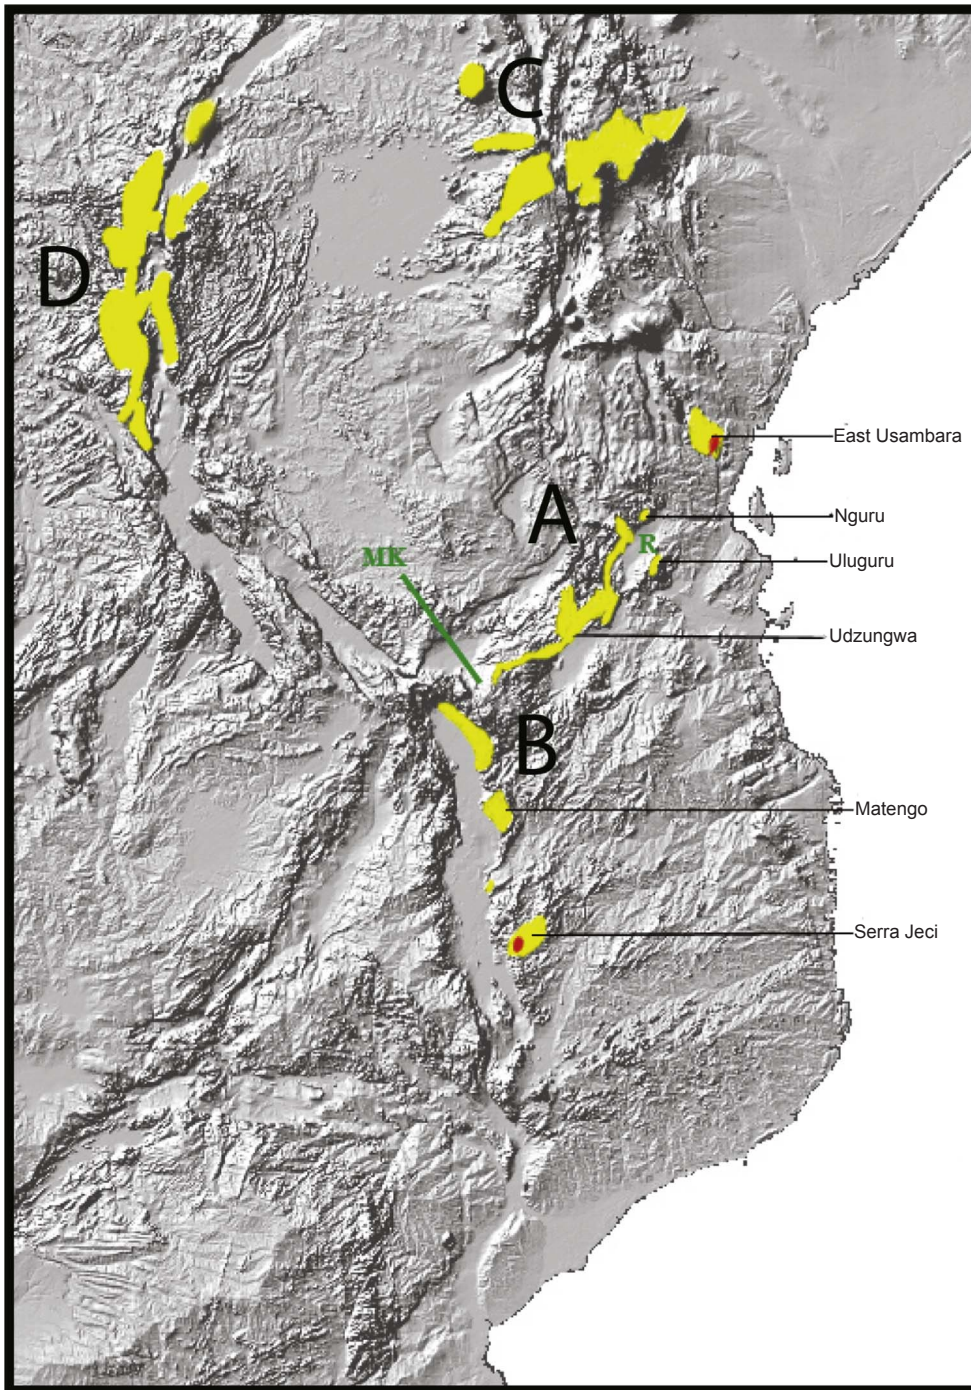 C
D
East Usambara
A
Nguru
R
MK
Uluguru
Udzungwa
B
Matengo
Serra Jeci